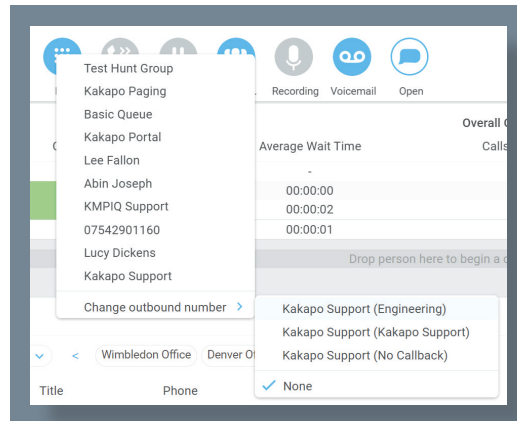 Test Hunt Group
Kakapo Paging
Basic Queue
Kakapo Portal
Lee Fallon
Abin Joseph
KMPIQ Support
07542901160
Lucy Dickens
Kakapo Support
Change outbound number >
Recording Voicemail Open
Overall
Average Wait Time Calls
-
00:00:00
00:00:02
00:00:01
Drop person here to begin a
Kakapo Support (Engineering)
Kakapo Support (Kakapo Support)
Kakapo Support (No Callback)
None
< Wimbledon Office Denver
Title Phone